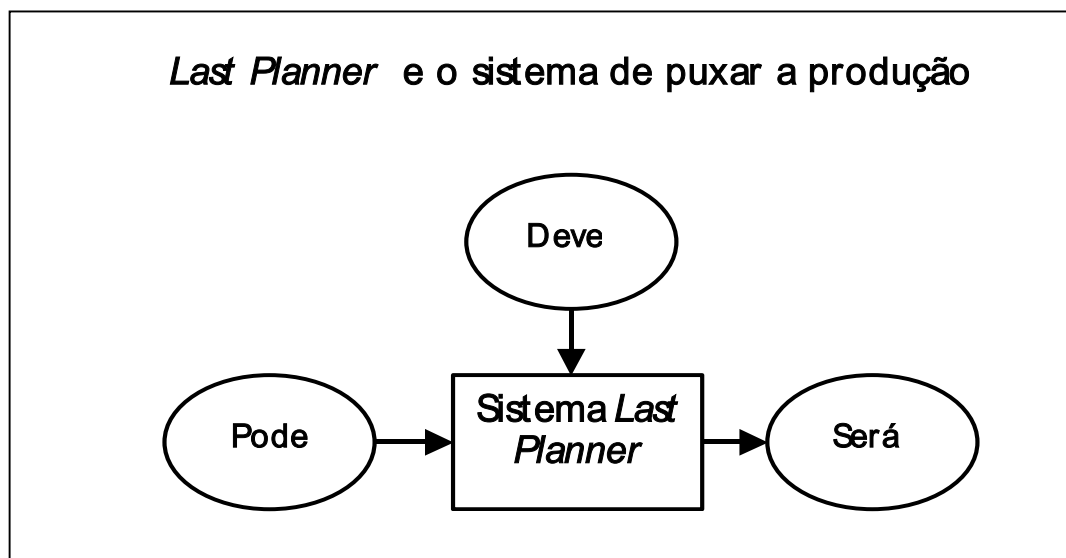 Last Planner e o sistema de puxar a produção
Deve
Pode
Sistema Last
Planner
Será